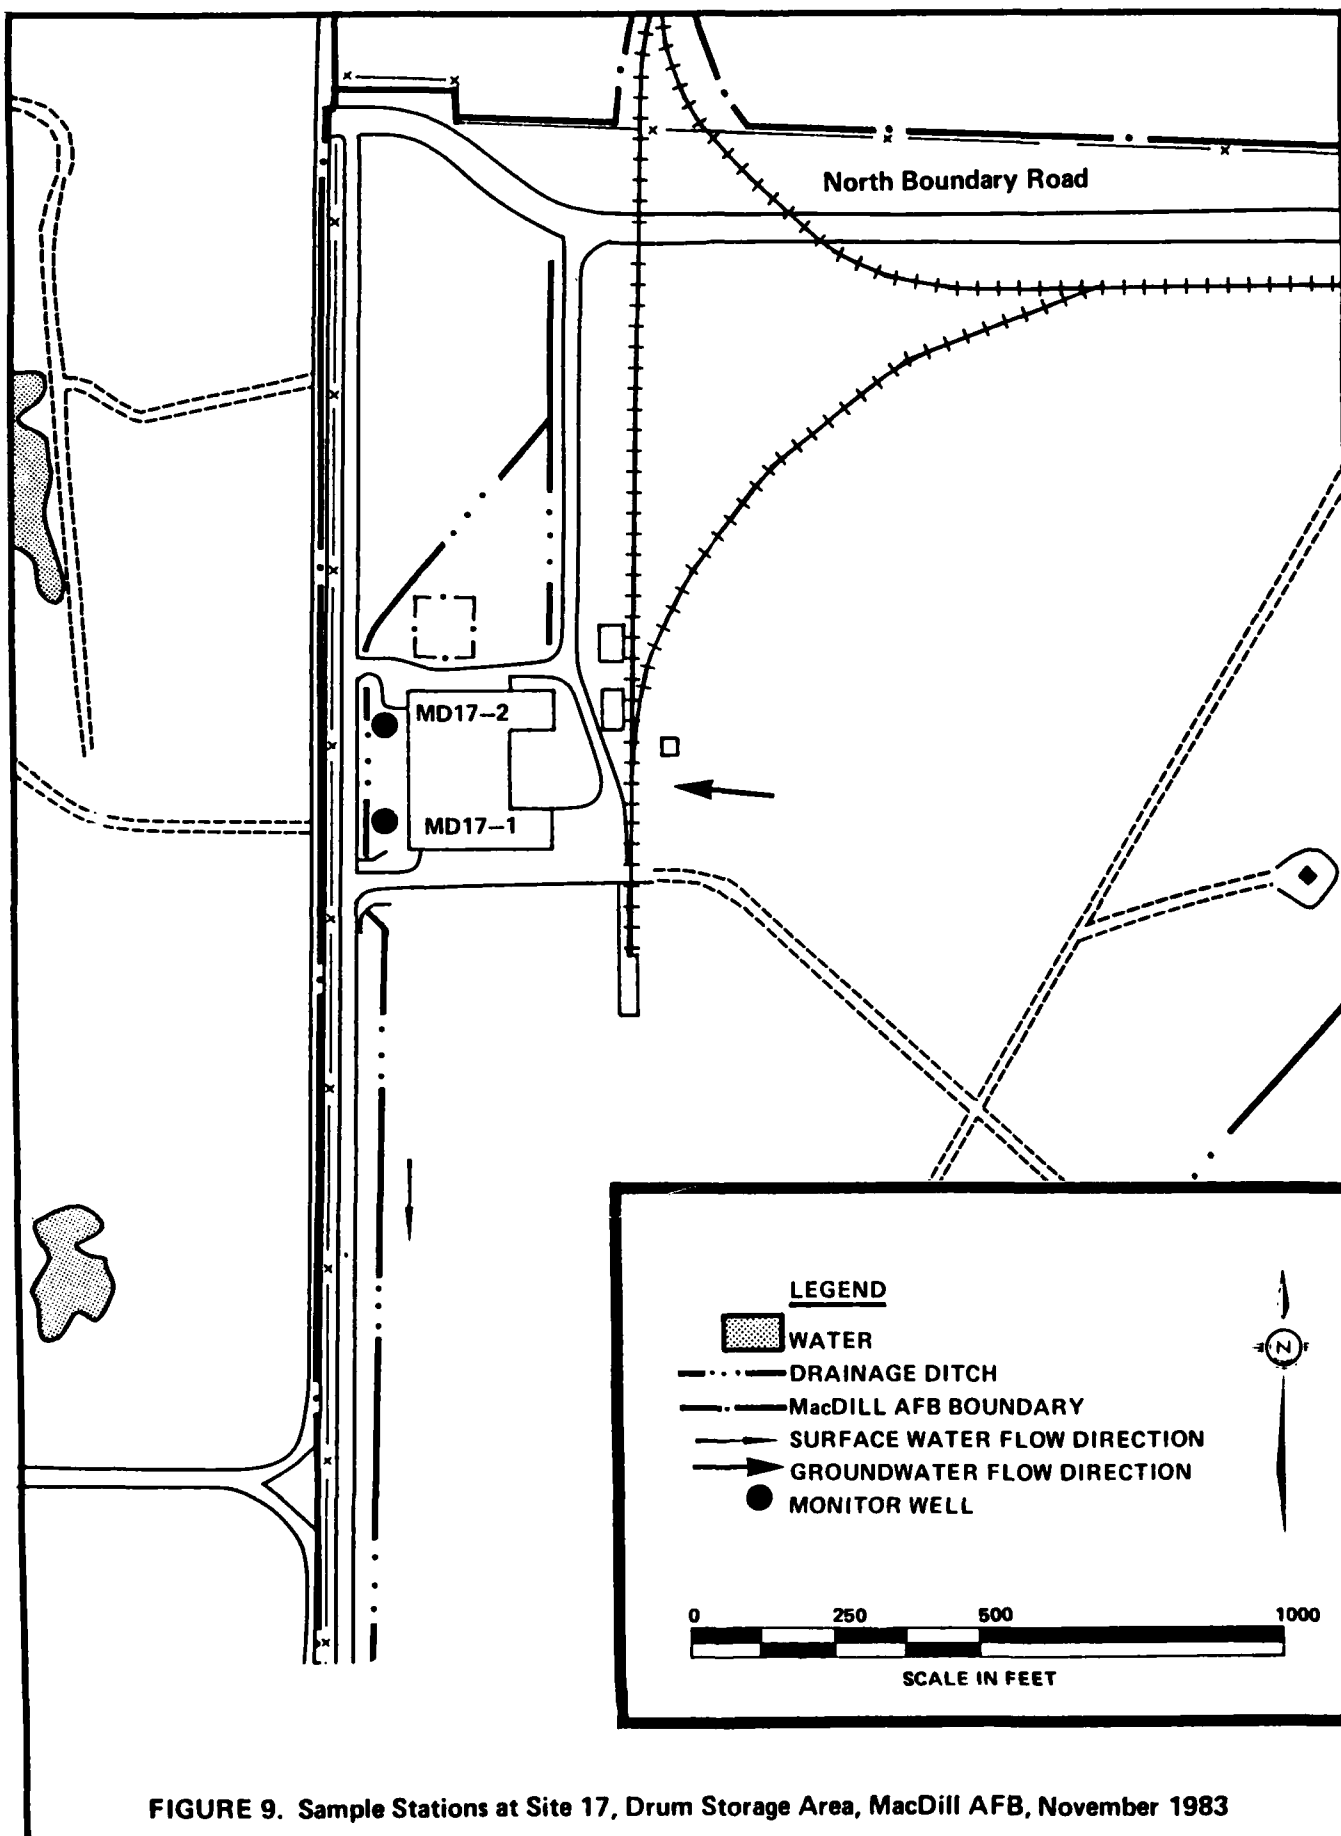 North Boundary Road
MD17-2
MD17-1
LEGEND
WATER
DRAINAGE DITCH
MacDILL AFB BOUNDARY
SURFACE WATER FLOW DIRECTION
GROUNDWATER FLOW DIRECTION
MONITOR WELL
N
0 250 500 1000
SCALE IN FEET
FIGURE 9. Sample Stations at Site 17, Drum Storage Area, MacDill AFB, November 1983